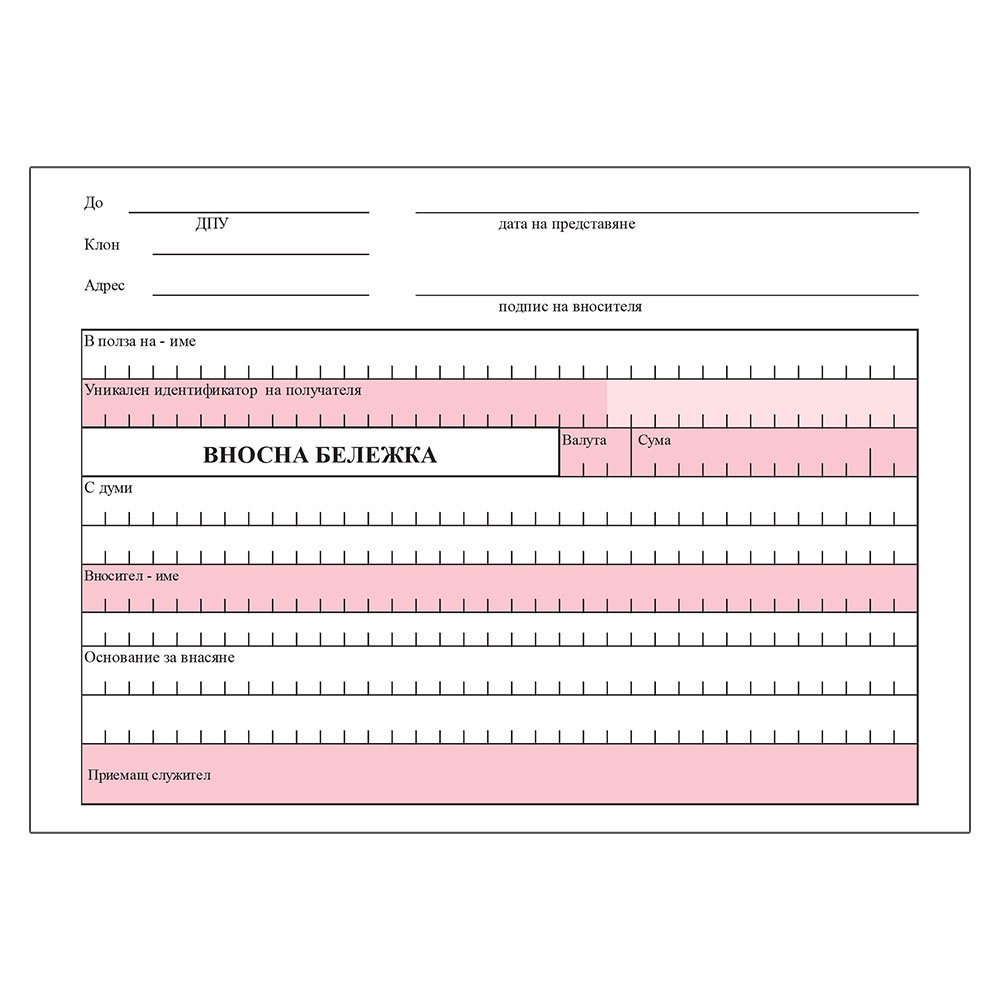 До
ДПУ
дата на представяне
Клон
Адрес
подпис на вносителя
В полза на - име
Уникален идентификатор на получателя
ВНОСНА БЕЛЕЖКА
Валута
Сума
С думи
Вносител - име
Основание за внасяне
Приемащ служител